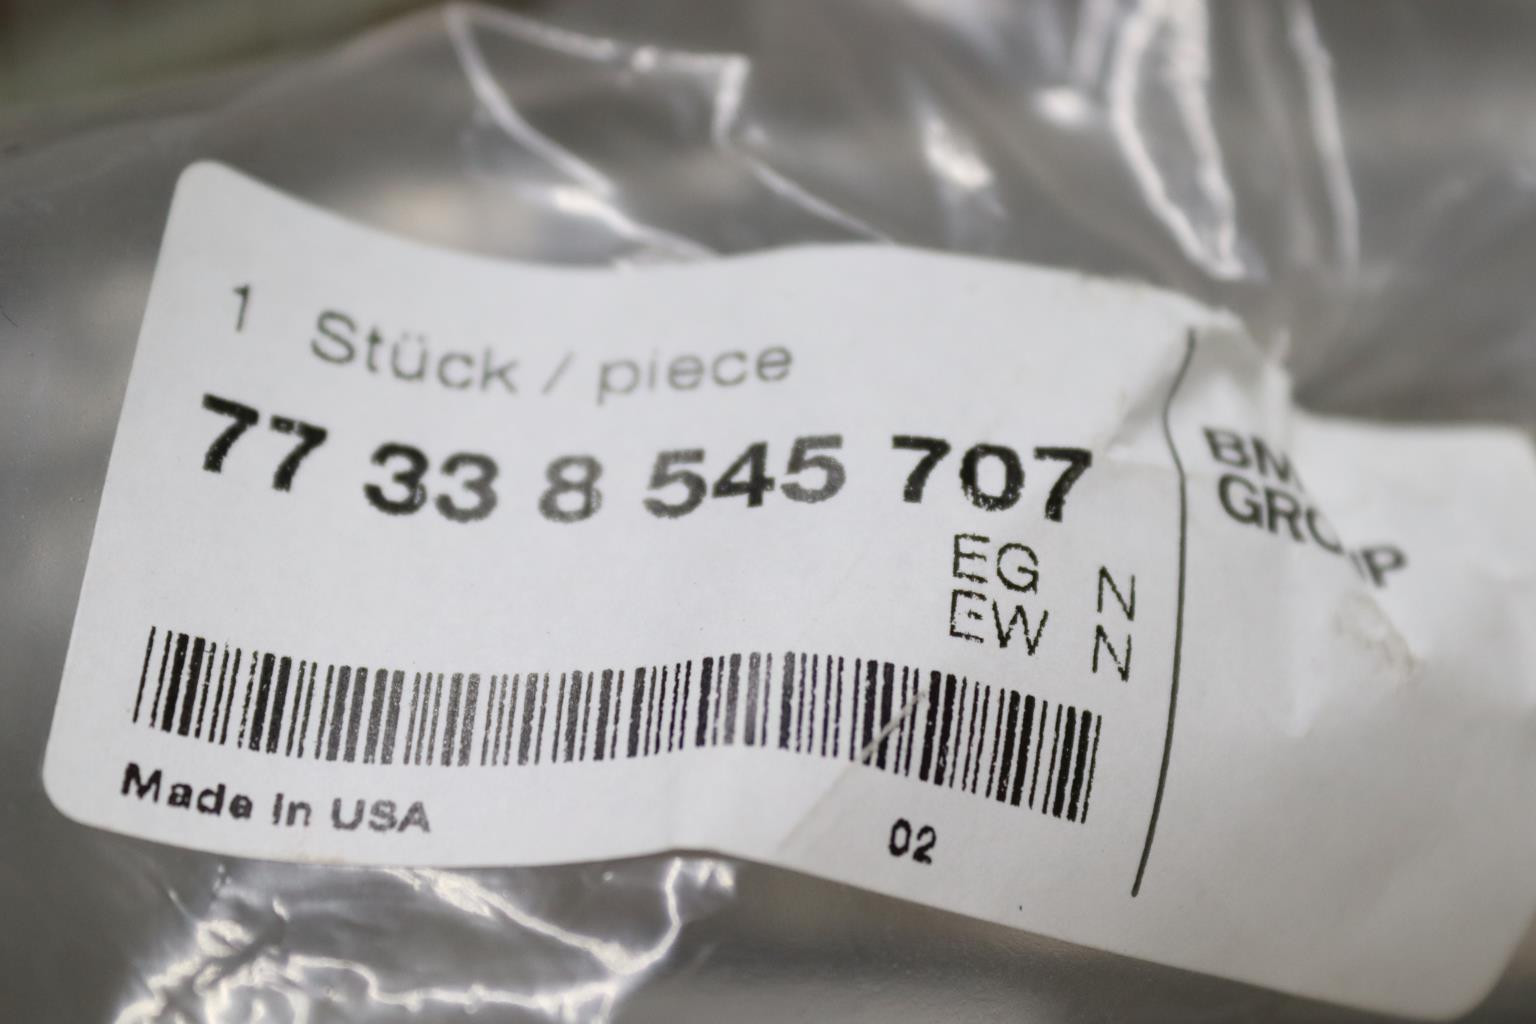 1 Stück / piece
77 33 8 545 707
EG N
EW N
Made in USA
02